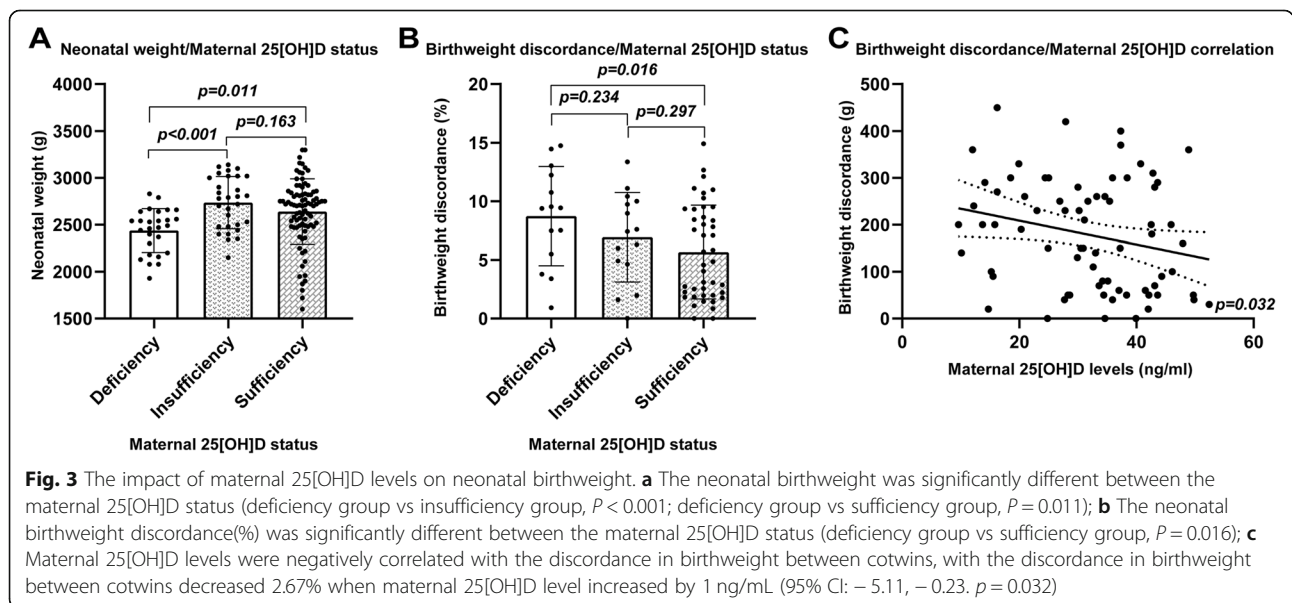 A Neonatal weight/Maternal 25[OH]D status
Neonatal weight (g)
4000
3500
3000
2500
2000
1500
p=0.011
p<0.001
p=0.163
Deficiency
Insufficiency
Sufficiency
Maternal 25[OH]D status
B Birthweight discordance/Maternal 25[OH]D status
Birthweight discordance (%)
20
15
10
5
0
p=0.016
p=0.234
p=0.297
Deficiency
Insufficiency
Sufficiency
Maternal 25[OH]D status
C Birthweight discordance/Maternal 25[OH]D correlation
Birthweight discordance (g)
500
400
300
200
100
0
p=0.032
0 20 40 60
Maternal 25[OH]D levels (ng/ml)
Fig. 3 The impact of maternal 25[OH]D levels on neonatal birthweight. a The neonatal birthweight was significantly different between the
maternal 25[OH]D status (deficiency group vs insufficiency group, P < 0.001; deficiency group vs sufficiency group, P = 0.011); b The neonatal
birthweight discordance(%) was significantly different between the maternal 25[OH]D status (deficiency group vs sufficiency group, P = 0.016); c
Maternal 25[OH]D levels were negatively correlated with the discordance in birthweight between cotwins, with the discordance in birthweight
between cotwins decreased 2.67% when maternal 25[OH]D level increased by 1 ng/mL (95% CI: − 5.11, − 0.23. p = 0.032)